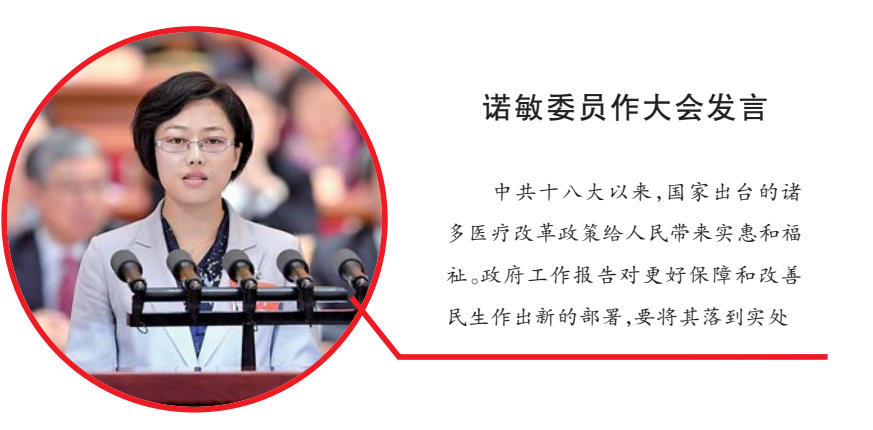 诺敏委员作大会发言
中共十八大以来,国家出台的诸
多医疗改革政策给人民带来实惠和福
祉。政府工作报告对更好保障和改善
民生作出新的部署,要将其落到实处